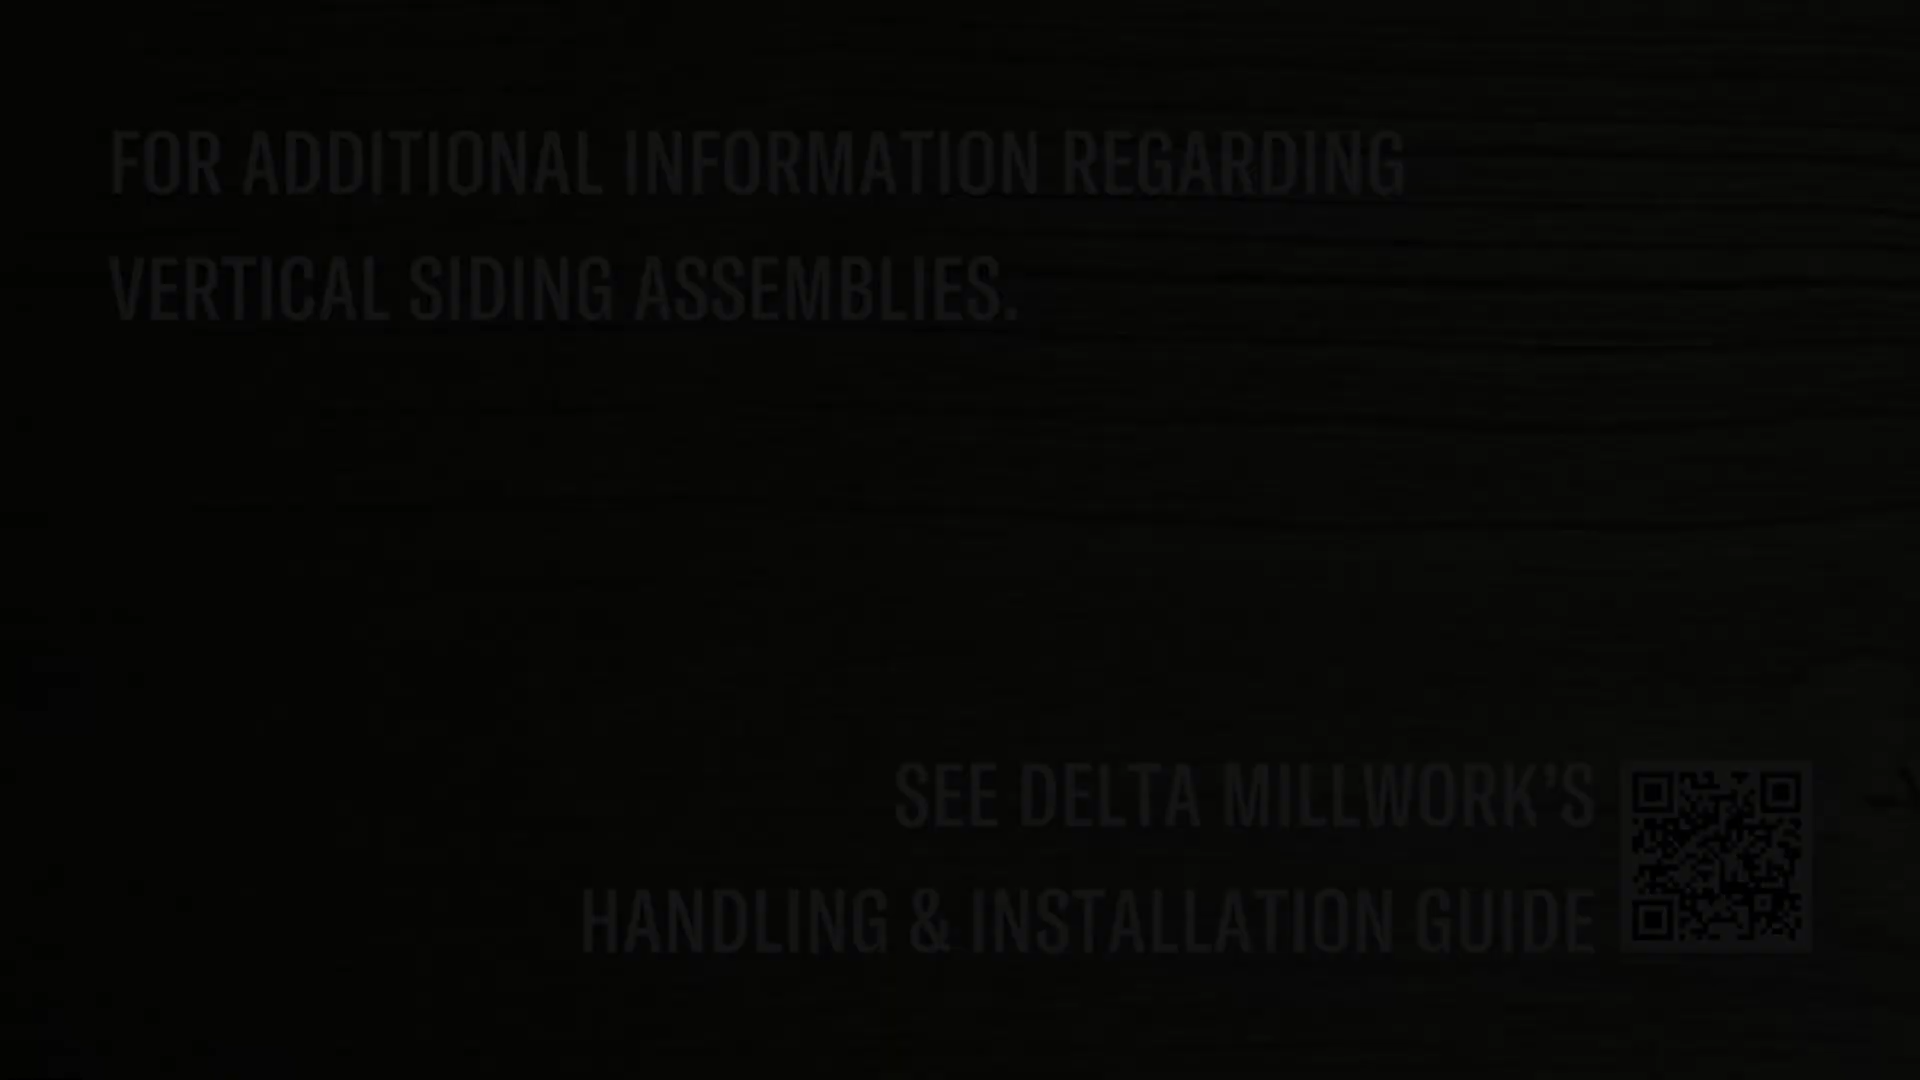 FOR ADDITIONAL INFORMATION REGARDING
VERTICAL SIDING ASSEMBLIES.
SEE DELTA MILLWORK’S
HANDLING & INSTALLATION GUIDE